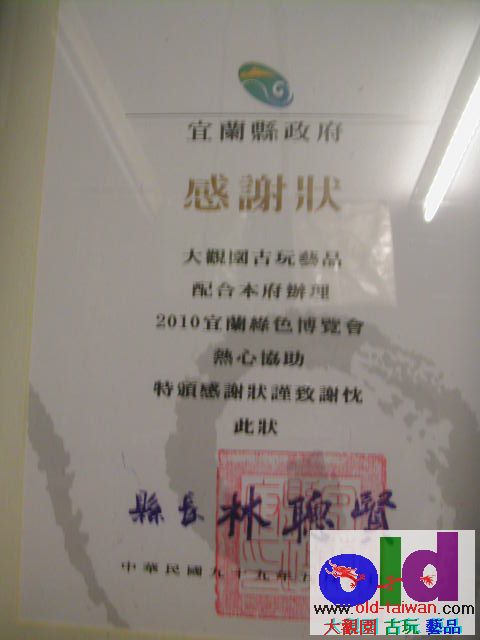 宜蘭縣政府
感謝狀
大觀園古玩藝品
配合本府辦理
2010宜蘭綠色博覽會
熱心協助
特頒感謝狀謹致謝忱
此狀
縣長 林聰賢
中華民國九十五年五月
old
www.old-taiwan.com
大觀園 古玩 藝品